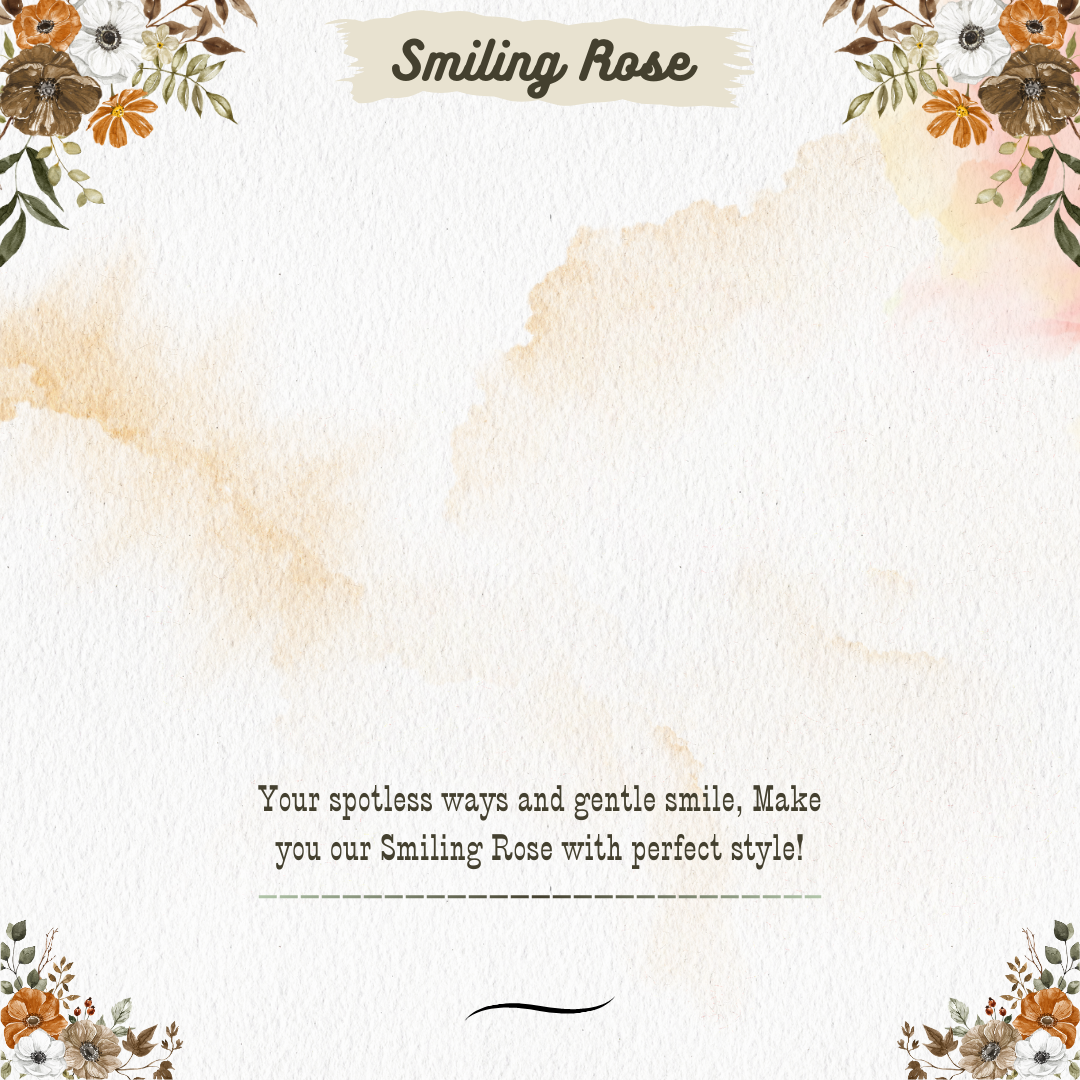 Smiling Rose
Your spotless ways and gentle smile, Make
you our Smiling Rose with perfect style!